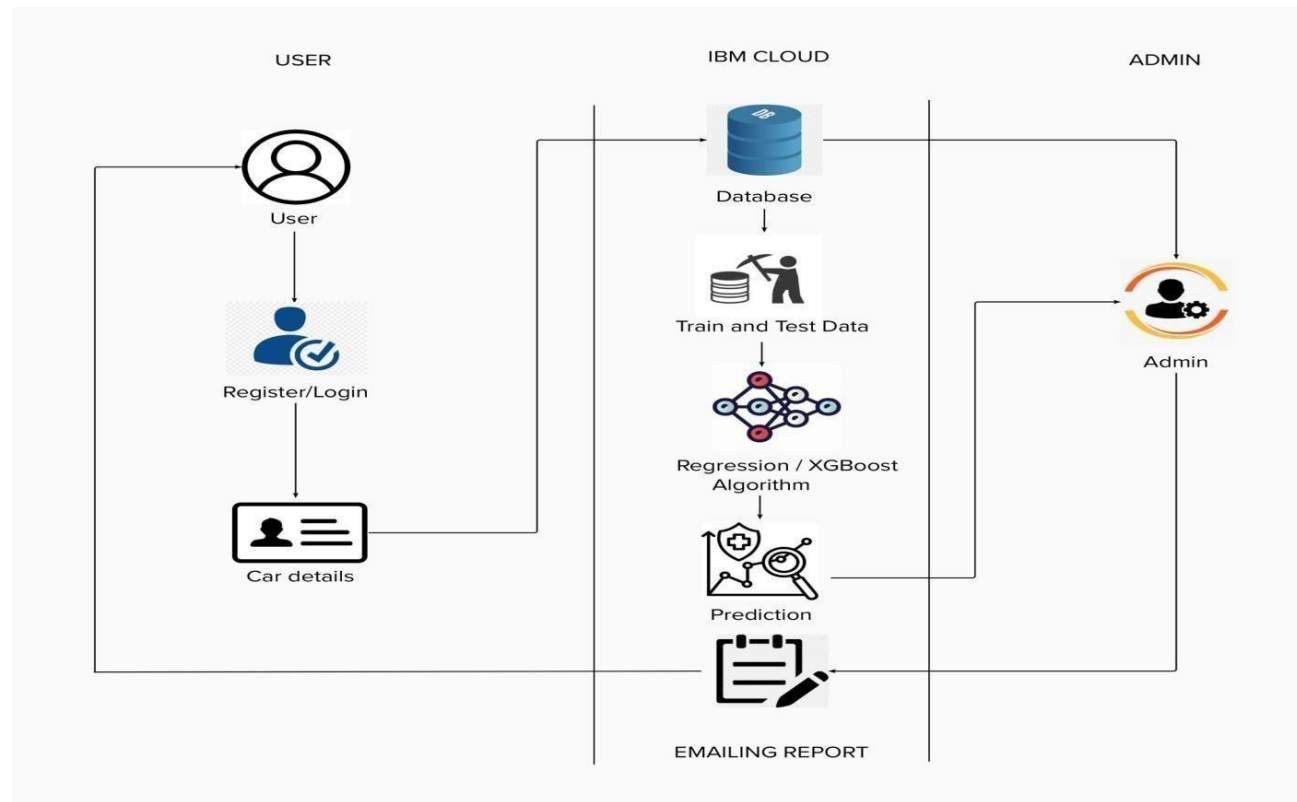 USER
IBM CLOUD
ADMIN
DB
User
Database
Train and Test Data
Register/Login
Admin
Regression / XGBoost
Algorithm
Car details
Prediction
EMAILING REPORT